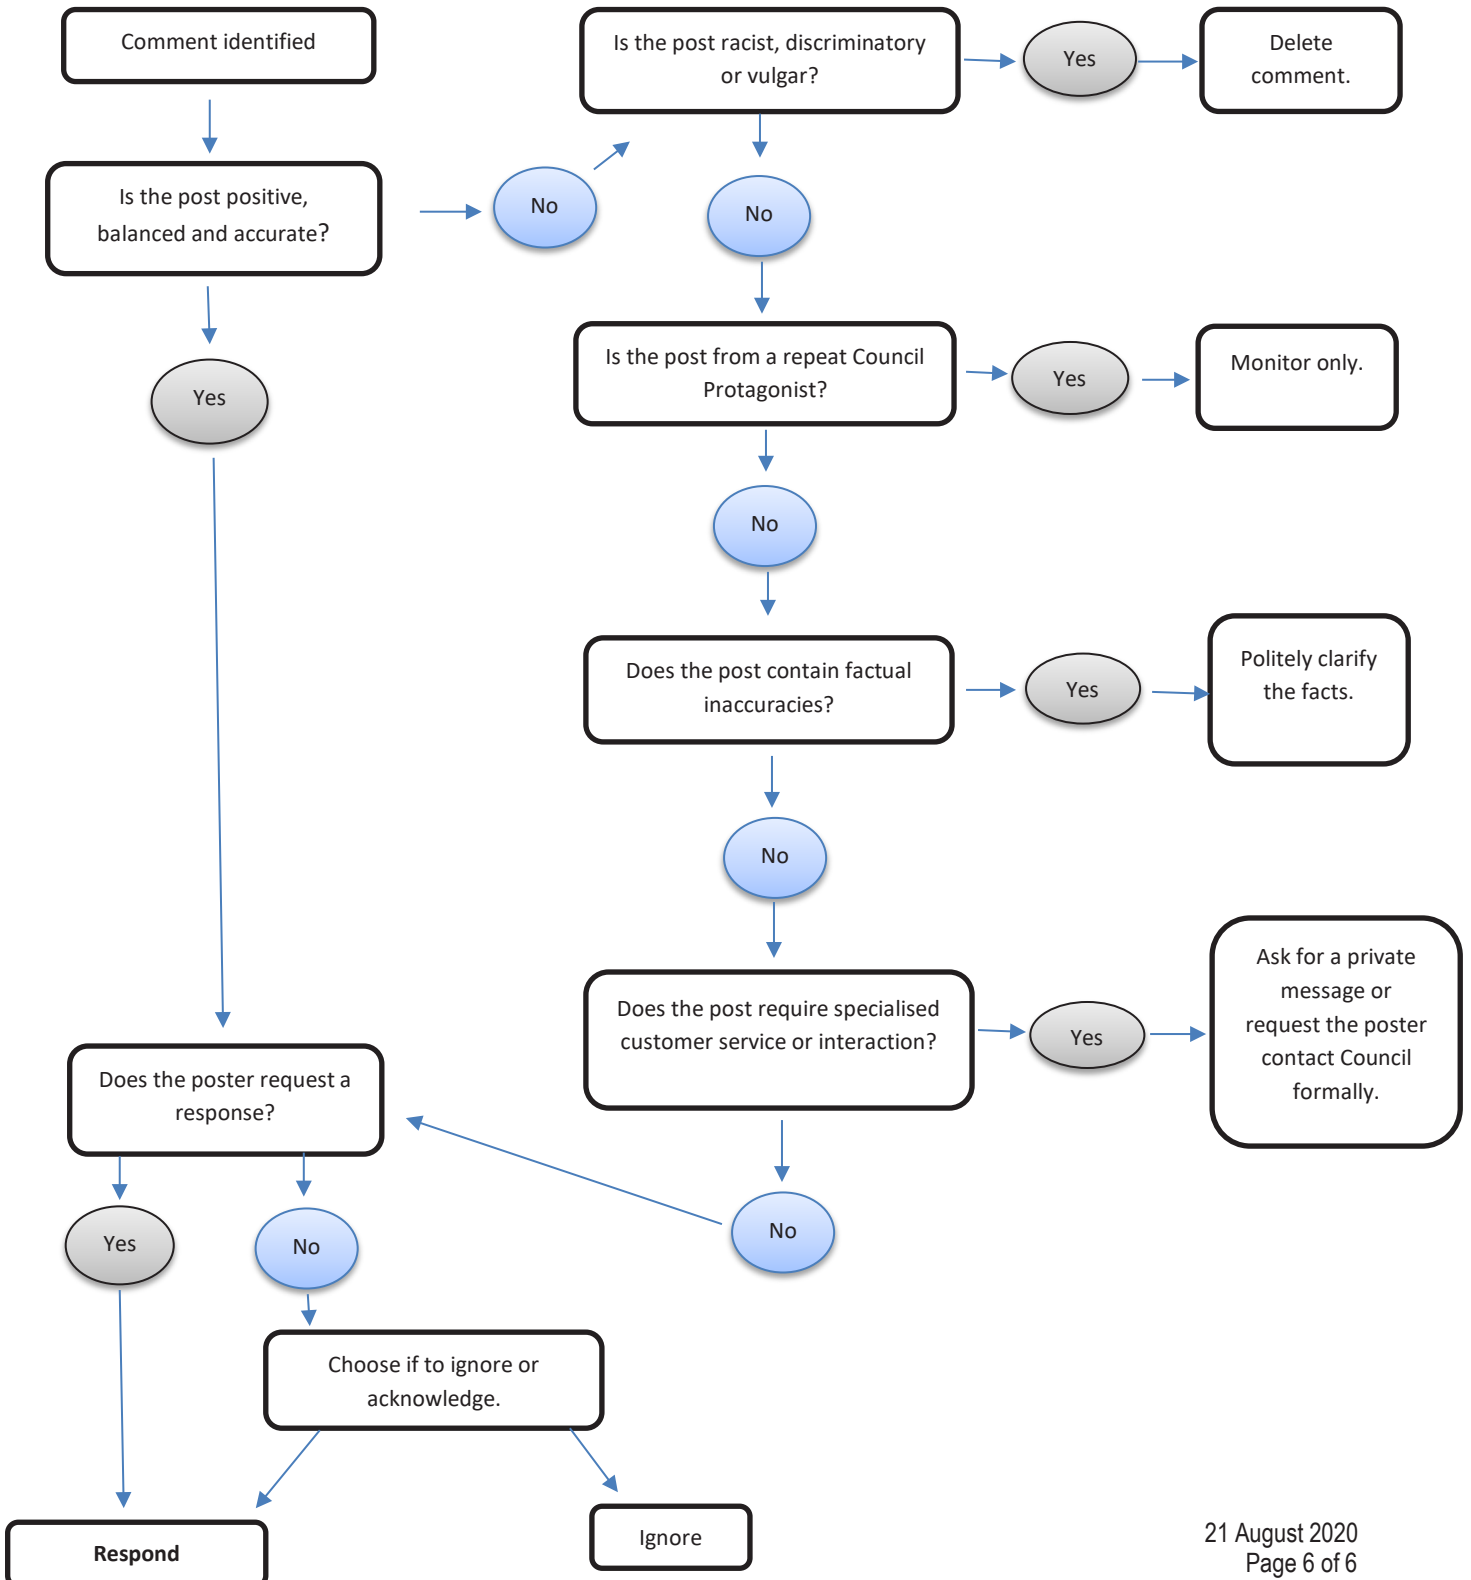 Comment identified
Is the post positive,
balanced and accurate?
No
Is the post racist, discriminatory
or vulgar?
Yes
Delete
comment.
No
Is the post from a repeat Council
Protagonist?
Yes
Monitor only.
Yes
No
Does the post contain factual
inaccuracies?
Yes
Politely clarify
the facts.
No
Does the post require specialised
customer service or interaction?
Yes
Ask for a private
message or
request the poster
contact Council
formally.
No
Does the poster request a
response?
Yes
No
Choose if to ignore or
acknowledge.
Respond
Ignore
21 August 2020
Page 6 of 6